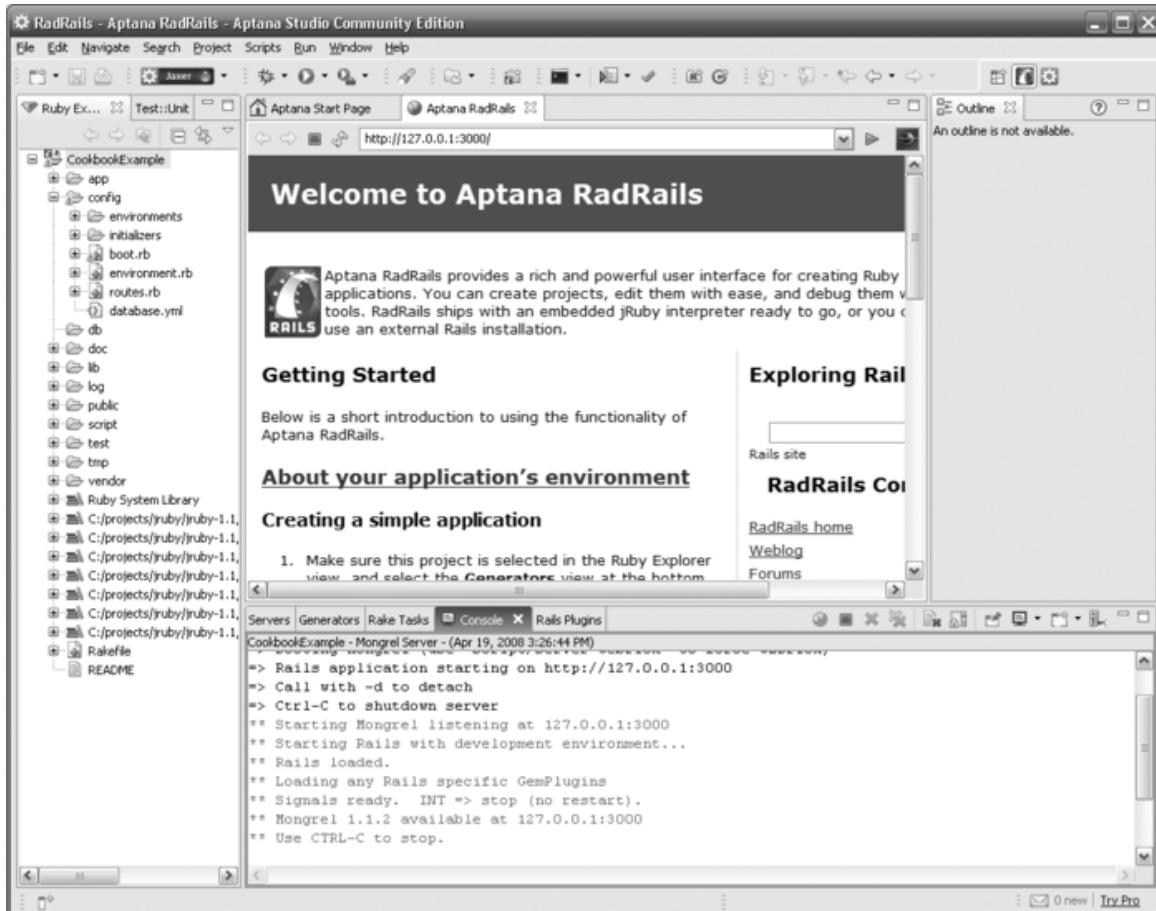 RadRails - Aptana RadRails - Aptana Studio Community Edition
File Edit Navigate Search Project Scripts Run Window Help
Jaxer
Ruby Ex... Test::Unit
CookbookExample
app
config
environments
initializers
boot.rb
environment.rb
routes.rb
database.yml
db
doc
lib
log
public
script
test
tmp
vendor
Ruby System Library
C:/projects/jruby/jruby-1.1,
C:/projects/jruby/jruby-1.1,
C:/projects/jruby/jruby-1.1,
C:/projects/jruby/jruby-1.1,
C:/projects/jruby/jruby-1.1,
C:/projects/jruby/jruby-1.1,
C:/projects/jruby/jruby-1.1,
Rakefile
README
Aptana Start Page Aptana RadRails
http://127.0.0.1:3000/
Welcome to Aptana RadRails
RAILS
Aptana RadRails provides a rich and powerful user interface for creating Ruby
applications. You can create projects, edit them with ease, and debug them
tools. RadRails ships with an embedded jRuby interpreter ready to go, or you
use an external Rails installation.
Getting Started
Below is a short introduction to using the functionality of
Aptana RadRails.
About your application's environment
Creating a simple application
1. Make sure this project is selected in the Ruby Explorer
view, and select the Generators view at the bottom
Exploring Rail
Rails site
RadRails Co
RadRails home
Weblog
Forums
Outline
An outline is not available.
Servers Generators Rake Tasks Console Rails Plugins
CookbookExample - Mongrel Server - (Apr 19, 2008 3:26:44 PM)
=> Rails application starting on http://127.0.0.1:3000
=> Call with -d to detach
=> Ctrl-C to shutdown server
** Starting Mongrel listening at 127.0.0.1:3000
** Starting Rails with development environment...
** Rails loaded.
** Loading any Rails specific GemPlugins
** Signals ready. INT => stop (no restart).
** Mongrel 1.1.2 available at 127.0.0.1:3000
** Use CTRL-C to stop.
0 new Try Pro